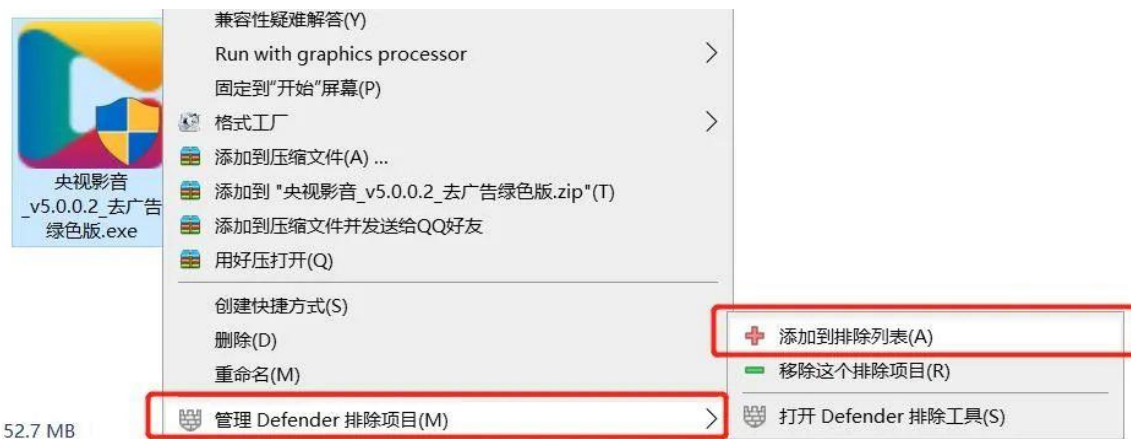 央视影音
_v5.0.0.2_去广告
绿色版.exe
52.7 MB
兼容性疑难解答(Y)
Run with graphics processor
固定到"开始"屏幕(P)
格式工厂
添加到压缩文件(A) ...
添加到 "央视影音_v5.0.0.2_去广告绿色版.zip"(T)
添加到压缩文件并发送给QQ好友
用好压打开(Q)
创建快捷方式(S)
删除(D)
重命名(M)
管理 Defender 排除项目(M)
添加到排除列表(A)
移除这个排除项目(R)
打开 Defender 排除工具(S)